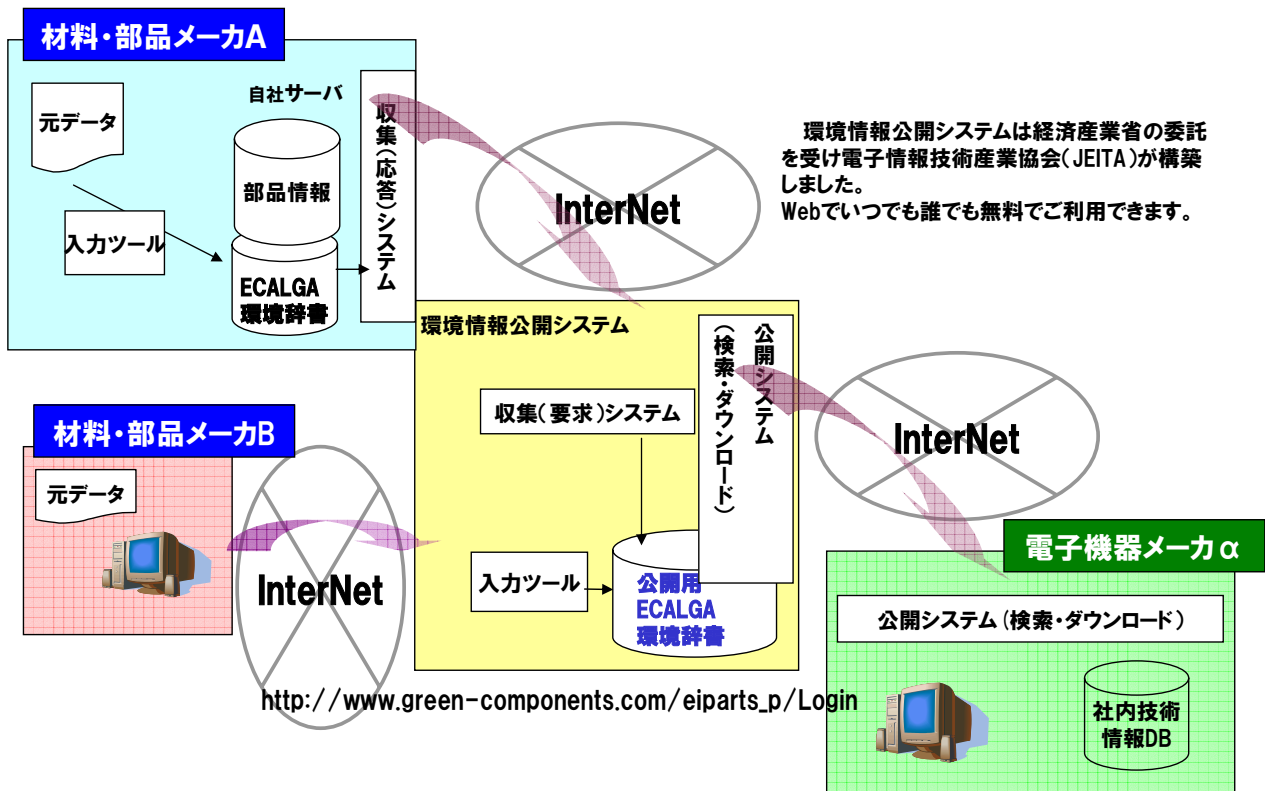 材料・部品メーカA
元データ
入力ツール
自社サーバ
部品情報
ECALGA
環境辞書
収集(応答)システム
InterNet
環境情報公開システムは経済産業省の委託
を受け電子情報技術産業協会(JEITA)が構築
しました。
Webでいつでも誰でも無料でご利用できます。
環境情報公開システム
公開システム
(検索・ダウンロード)
収集(要求)システム
入力ツール
公開用
ECALGA
環境辞書
InterNet
材料・部品メーカB
元データ
InterNet
http://www.green-components.com/eiparts_p/Login
電子機器メーカα
公開システム(検索・ダウンロード)
社内技術
情報DB